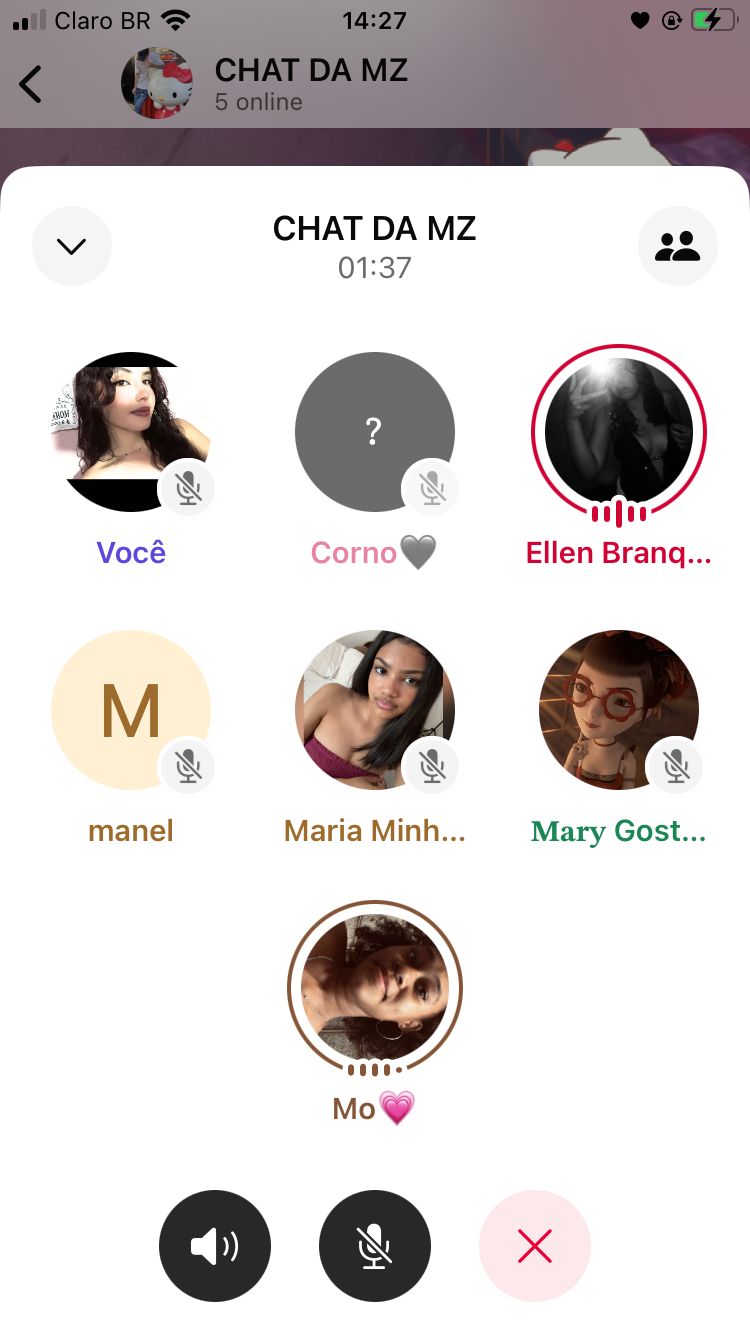 Claro BR
14:27
CHAT DA MZ
5 online
CHAT DA MZ
01:37
?
Você
Corno🩶
Ellen Branq...
M
manel
Maria Minh...
𝐌𝐚𝐫𝐲 Gost...
Mo💗